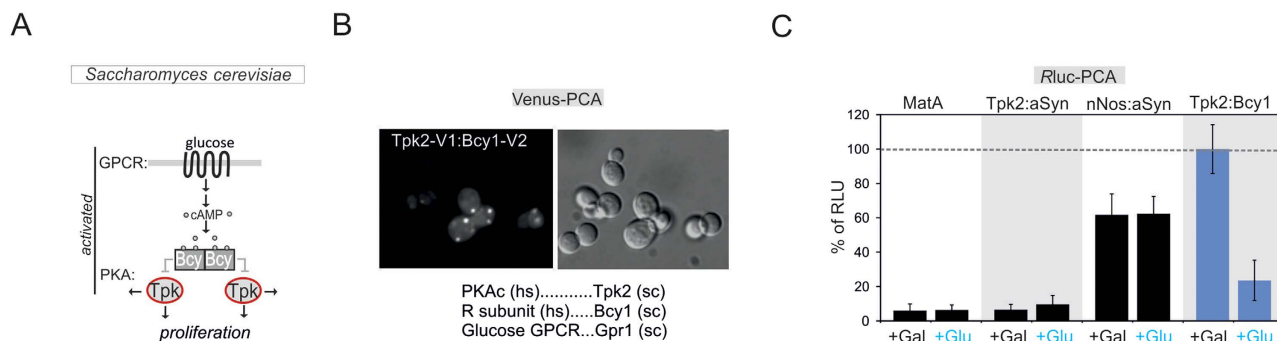 A
Saccharomyces cerevisiae
activated
glucose
GPCR:
cAMP
Bcy Bcy
PKA:
Tpk Tpk
proliferation
B
Venus-PCA
Tpk2-V1:Bcy1-V2
PKAc (hs)...........Tpk2 (sc)
R subunit (hs).....Bcy1 (sc)
Glucose GPCR...Gpr1 (sc)
C
Rluc-PCA
MatA Tpk2:aSyn nNos:aSyn Tpk2:Bcy1
% of RLU
120
100
80
60
40
20
0
+Gal +Glu +Gal +Glu +Gal +Glu +Gal +Glu